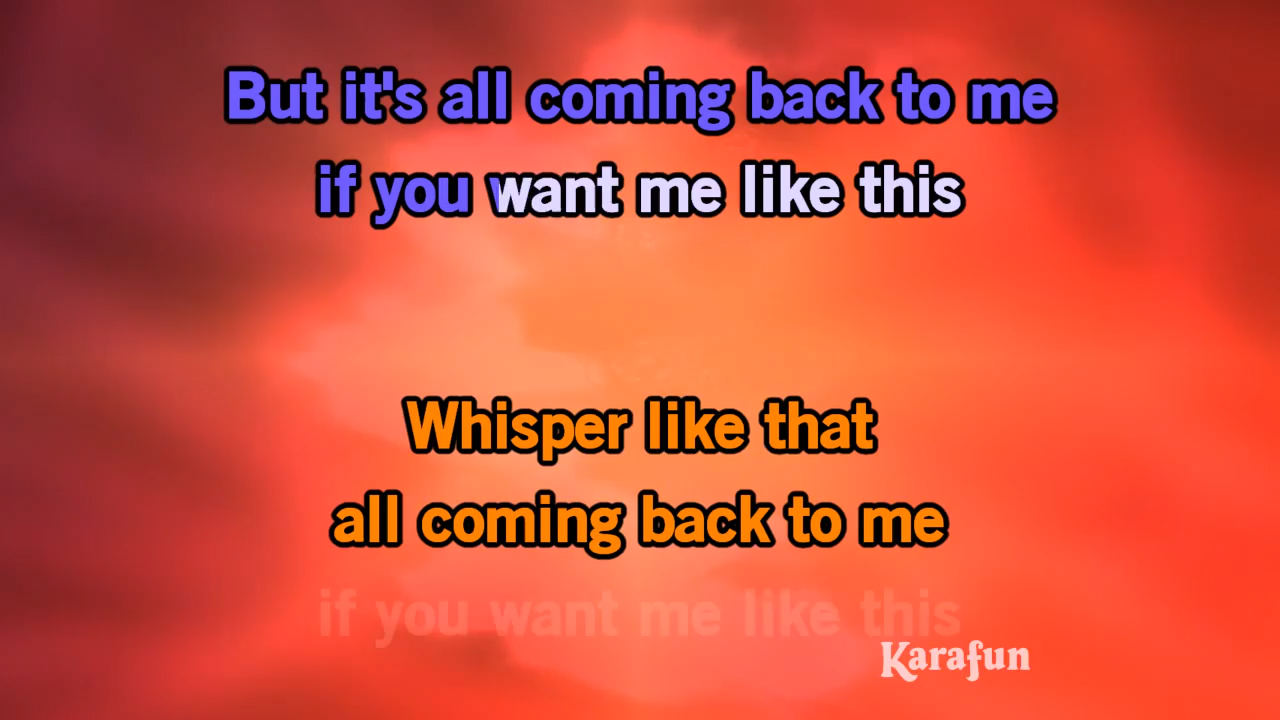 But it's all coming back to me
if you want me like this
Whisper like that
all coming back to me
if you want me like this
Karafun